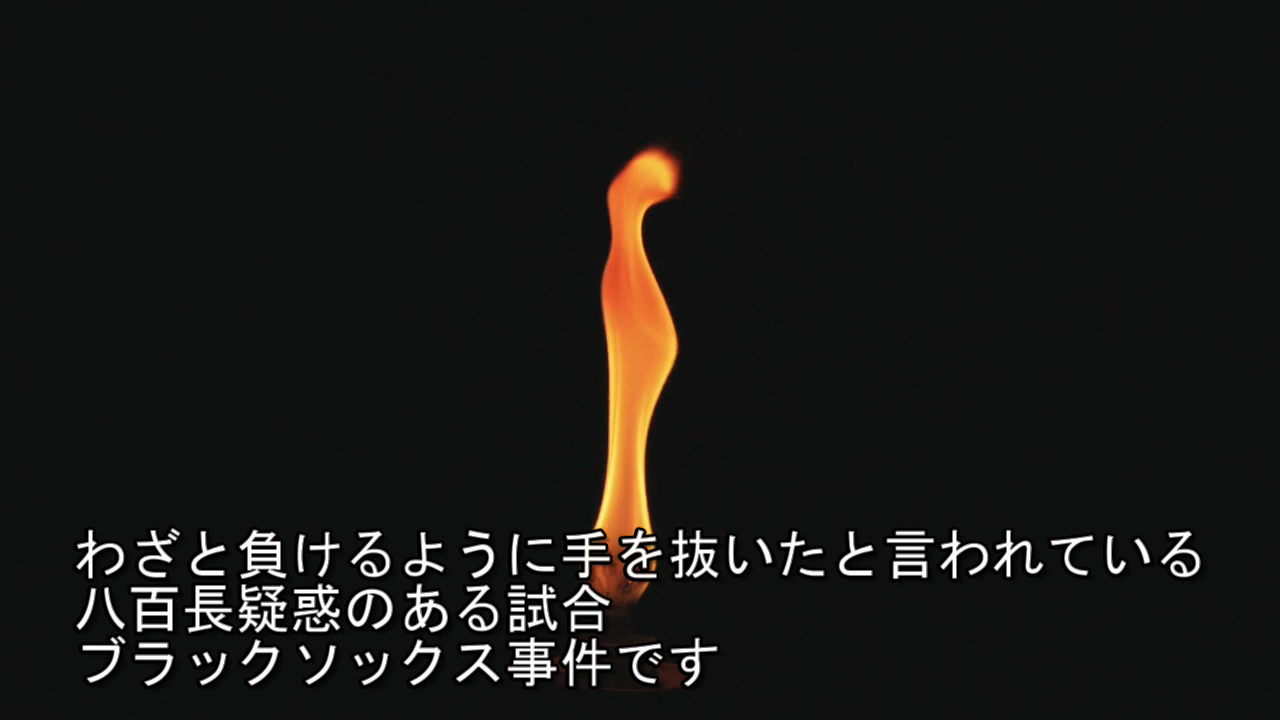 わざと負けるように手を抜いたと言われている
八百長疑惑のある試合
ブラックソックス事件です